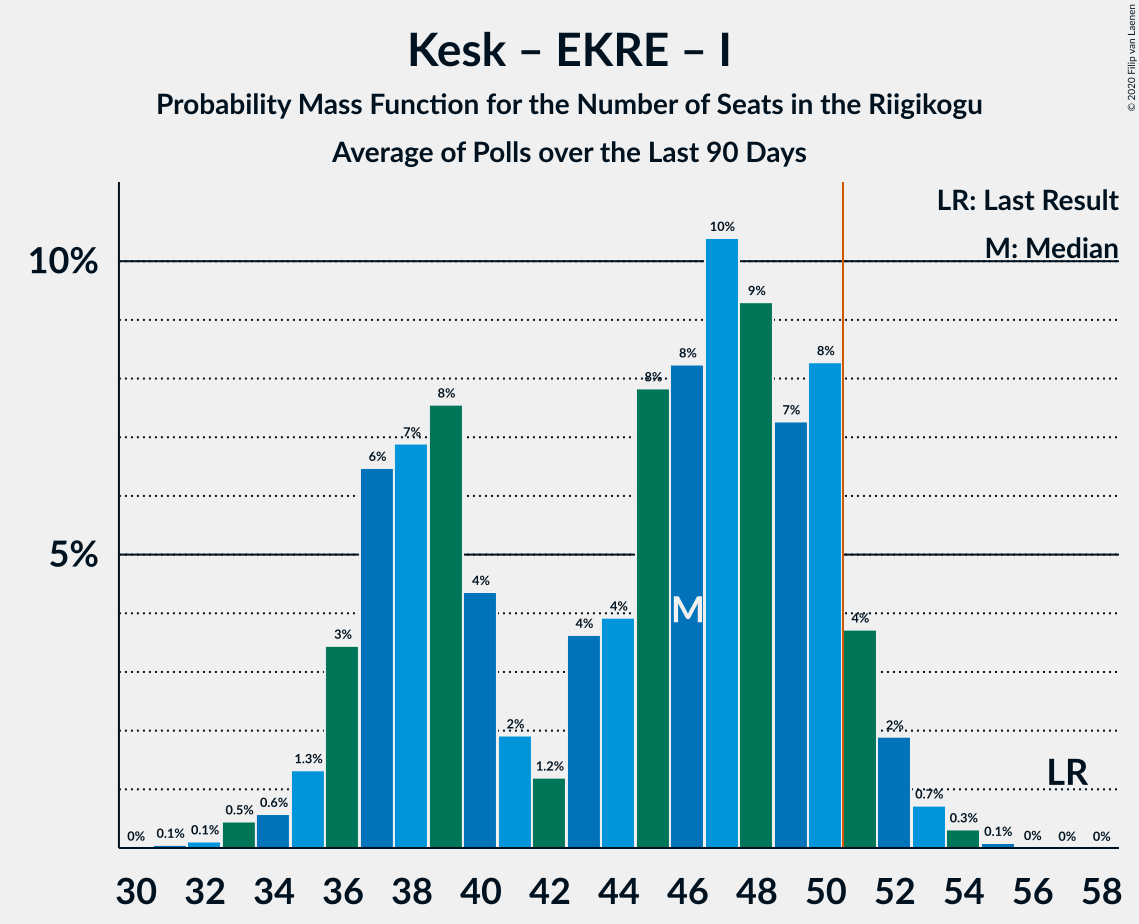 © 2020 Filip van Laenen
Kesk – EKRE – I
Probability Mass Function for the Number of Seats in the Riigikogu
Average of Polls over the Last 90 Days
LR: Last Result
M: Median
10%
5%
0% 0.1% 0.1% 0.5% 0.6% 1.3% 3% 6% 7% 8% 4% 2% 1.2% 4% 4% 8% 8% 10% 9% 7% 8% 4% 2% 0.7% 0.3% 0.1% 0% 0% 0%
M
LR
30 32 34 36 38 40 42 44 46 48 50 52 54 56 58